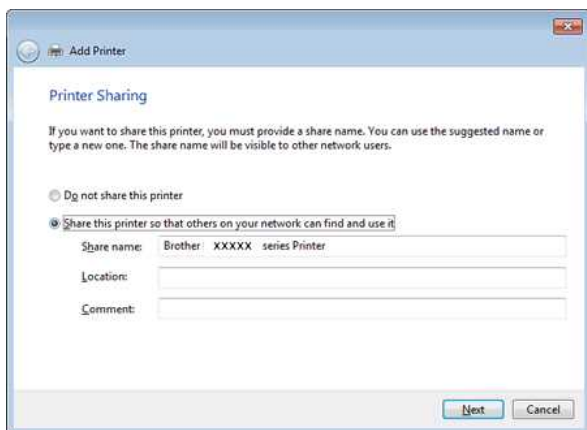 Add Printer
Printer Sharing
If you want to share this printer, you must provide a share name. You can use the suggested name or
type a new one. The share name will be visible to other network users.
Do not share this printer
Share this printer so that others on your network can find and use it
Share name: Brother XXXXX series Printer
Location:
Comment:
Next Cancel